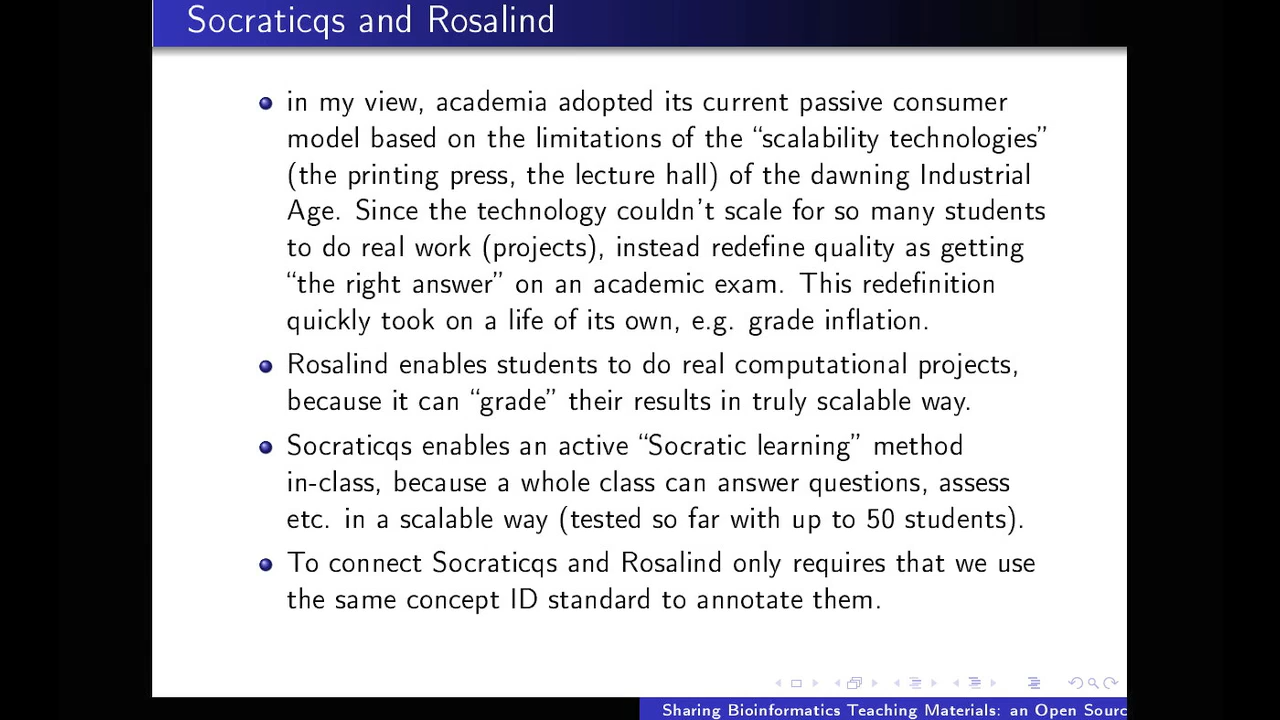 Socraticqs and Rosalind
in my view, academia adopted its current passive consumer
model based on the limitations of the “scalability technologies”
(the printing press, the lecture hall) of the dawning Industrial
Age. Since the technology couldn't scale for so many students
to do real work (projects), instead redefine quality as getting
“the right answer” on an academic exam. This redefinition
quickly took on a life of its own, e.g. grade inflation.
Rosalind enables students to do real computational projects,
because it can “grade” their results in truly scalable way.
Socraticqs enables an active “Socratic learning” method
in-class, because a whole class can answer questions, assess
etc. in a scalable way (tested so far with up to 50 students).
To connect Socraticqs and Rosalind only requires that we use
the same concept ID standard to annotate them.
Sharing Bioinformatics Teaching Materials: an Open Sourc